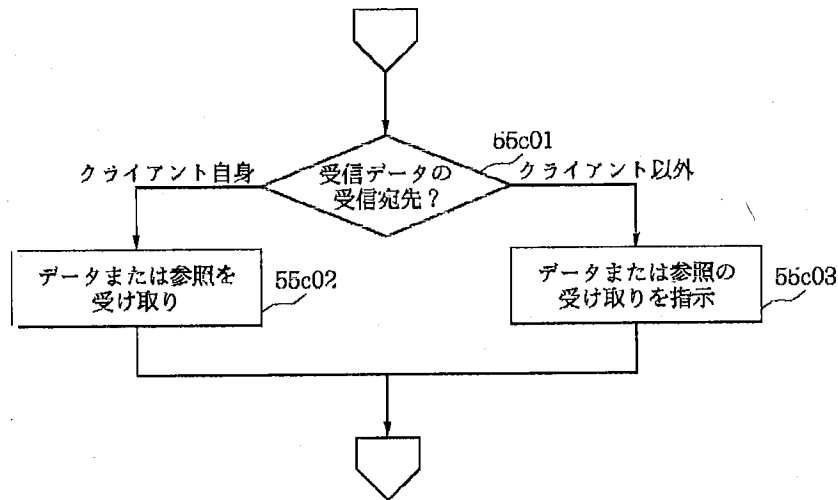 55c01
クライアント自身
受信データの
受信宛先?
クライアント以外
データまたは参照を
受け取り
55c02
データまたは参照の
受け取りを指示
55c03